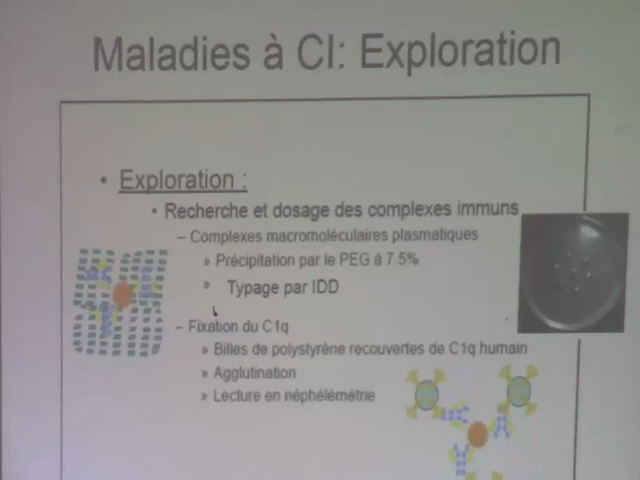 Maladies à CI: Exploration
• Exploration :
• Recherche et dosage des complexes immuns
– Complexes macromoléculaires plasmatiques
» Précipitation par le PEG à 7 5%
» Typage par IDD
– Fixation du C1q
» Billes de polystyrène recouvertes de C1q humain
» Agglutination
» Lecture en néphélémétrie